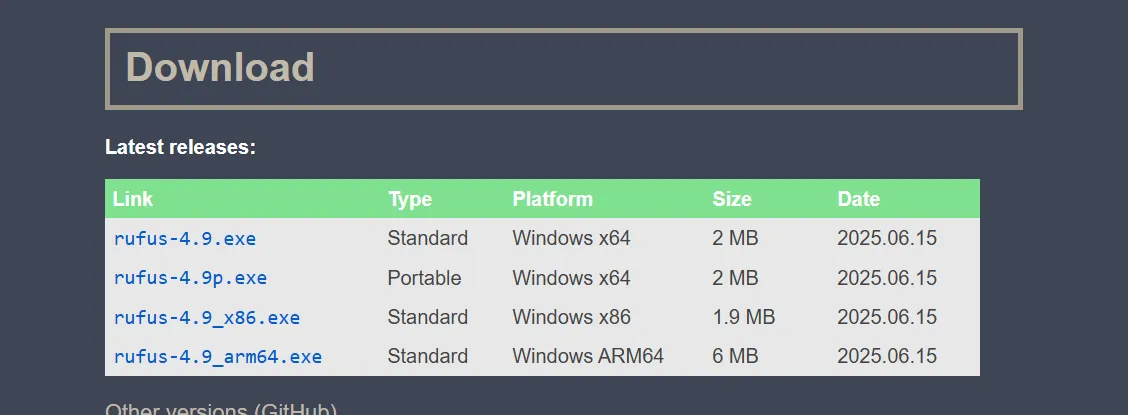 Download
Latest releases:
Link Type Platform Size Date
rufus-4.9.exe Standard Windows x64 2 MB 2025.06.15
rufus-4.9p.exe Portable Windows x64 2 MB 2025.06.15
rufus-4.9_x86.exe Standard Windows x86 1.9 MB 2025.06.15
rufus-4.9_arm64.exe Standard Windows ARM64 6 MB 2025.06.15
Other versions (GitHub)